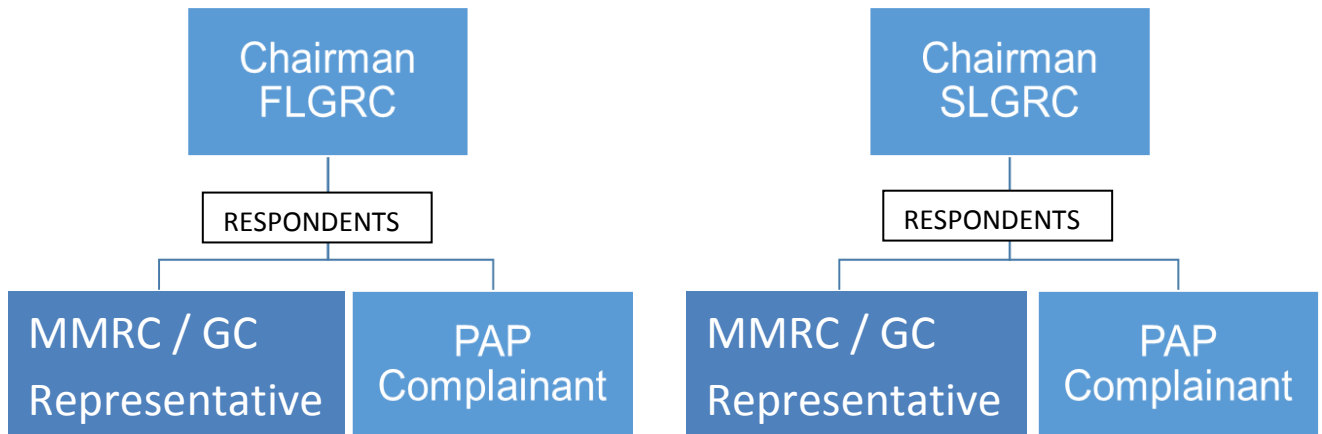 Chairman
FLGRC
RESPONDENTS
MMRC / GC
Representative
PAP
Complainant
Chairman
SLGRC
RESPONDENTS
MMRC / GC
Representative
PAP
Complainant